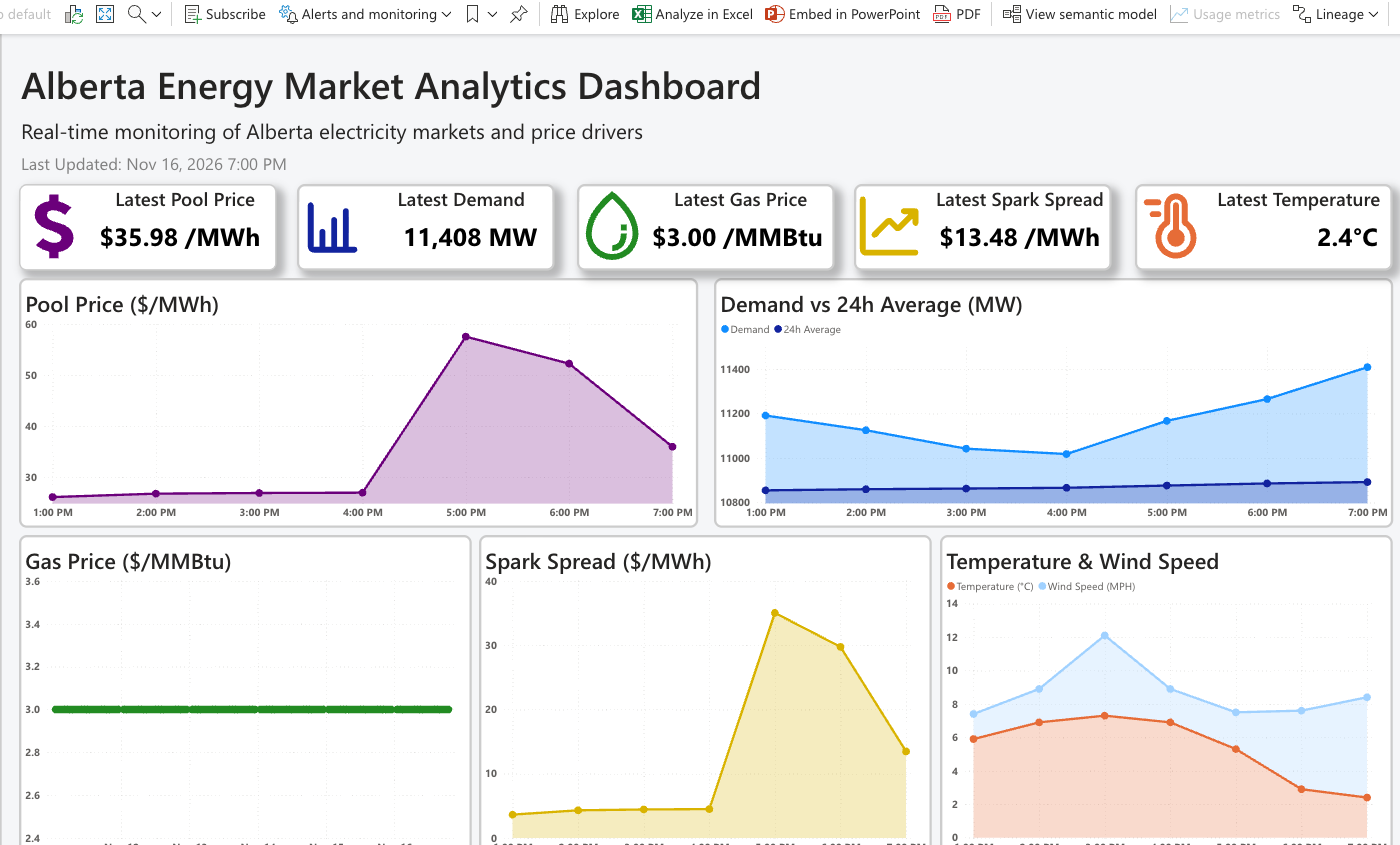 default Subscribe Alerts and monitoring Explore Analyze in Excel Embed in PowerPoint PDF View semantic model Usage metrics Lineage
Alberta Energy Market Analytics Dashboard
Real-time monitoring of Alberta electricity markets and price drivers
Last Updated: Nov 16, 2026 7:00 PM
Latest Pool Price
$35.98 /MWh
Latest Demand
11,408 MW
Latest Gas Price
$3.00 /MMBtu
Latest Spark Spread
$13.48 /MWh
Latest Temperature
2.4°C
Pool Price ($/MWh)
60
50
40
30
1:00 PM 2:00 PM 3:00 PM 4:00 PM 5:00 PM 6:00 PM 7:00 PM
Demand vs 24h Average (MW)
Demand 24h Average
11400
11200
11000
10800
1:00 PM 2:00 PM 3:00 PM 4:00 PM 5:00 PM 6:00 PM 7:00 PM
Gas Price ($/MMBtu)
3.6
3.4
3.2
3.0
2.8
2.6
2.4
Spark Spread ($/MWh)
40
30
20
10
0
Temperature & Wind Speed
Temperature (°C) Wind Speed (MPH)
14
12
10
8
6
4
2
0